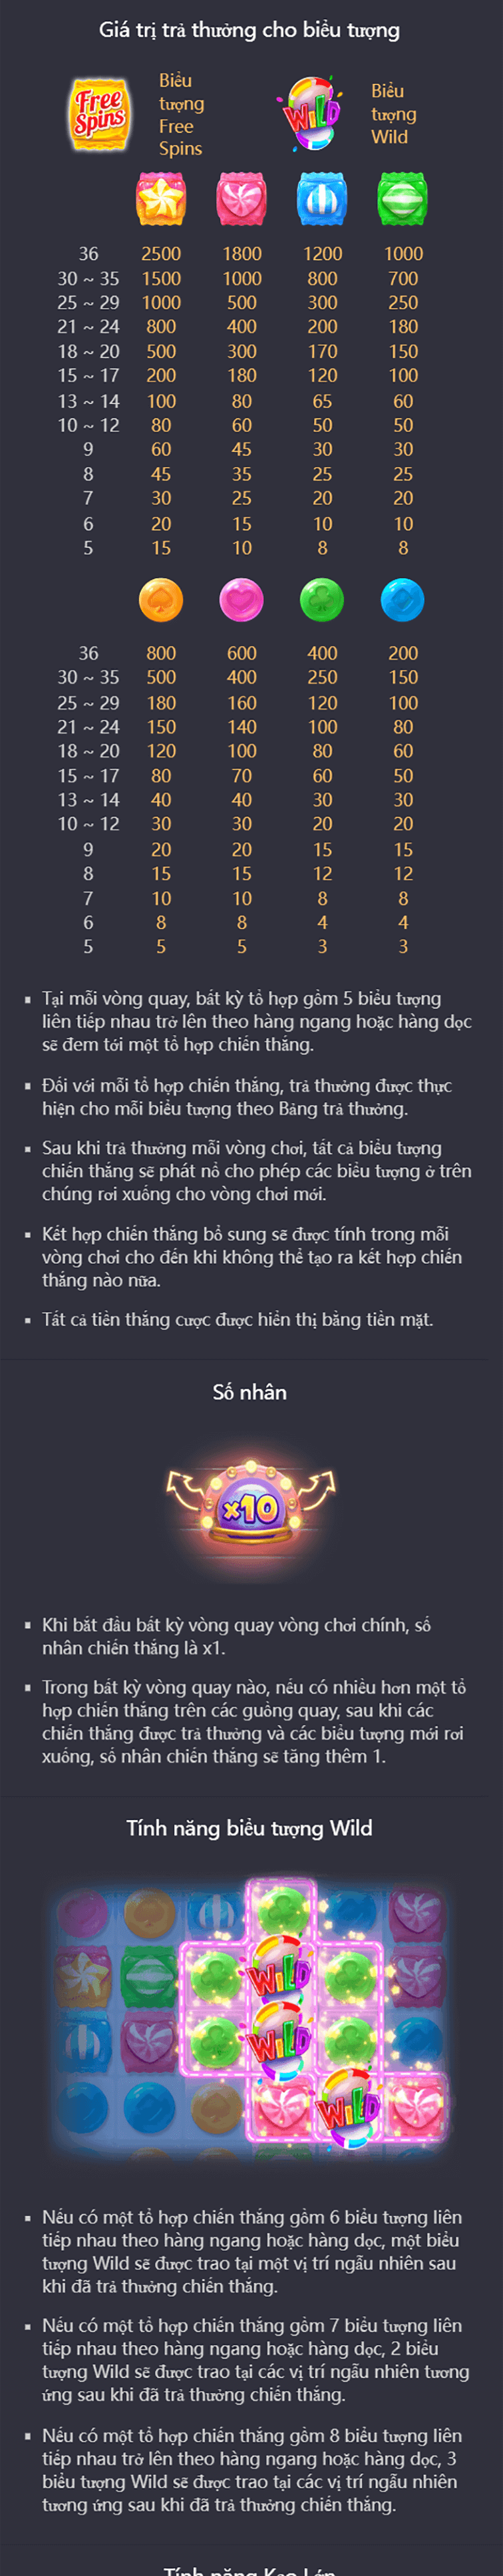 Giá trị trả thưởng cho biểu tượng
Free Spins
Biểu
tượng
Free
Spins
WILD
Biểu
tượng
Wild
36 2500 1800 1200 1000
30 ~ 35 1500 1000 800 700
25 ~ 29 1000 500 300 250
21 ~ 24 800 400 200 180
18 ~ 20 500 300 170 150
15 ~ 17 200 180 120 100
13 ~ 14 100 80 65 60
10 ~ 12 80 60 50 50
9 60 45 30 30
8 45 35 25 25
7 30 25 20 20
6 20 15 10 10
5 15 10 8 8
36 800 600 400 200
30 ~ 35 500 400 250 150
25 ~ 29 180 160 120 100
21 ~ 24 150 140 100 80
18 ~ 20 120 100 80 60
15 ~ 17 80 70 60 50
13 ~ 14 40 40 30 30
10 ~ 12 30 30 20 20
9 20 20 15 15
8 15 15 12 12
7 10 10 8 8
6 8 8 4 4
5 5 5 3 3
▪ Tại mỗi vòng quay, bất kỳ tổ hợp gồm 5 biểu tượng
liên tiếp nhau trở lên theo hàng ngang hoặc hàng dọc
sẽ đem tới một tổ hợp chiến thắng.
▪ Đối với mỗi tổ hợp chiến thắng, trả thưởng được thực
hiện cho mỗi biểu tượng theo Bảng trả thưởng.
▪ Sau khi trả thưởng mỗi vòng chơi, tất cả biểu tượng
chiến thắng sẽ phát nổ cho phép các biểu tượng ở trên
chúng rơi xuống cho vòng chơi mới.
▪ Kết hợp chiến thắng bổ sung sẽ được tính trong mỗi
vòng chơi cho đến khi không thể tạo ra kết hợp chiến
thắng nào nữa.
▪ Tất cả tiền thắng cược được hiển thị bằng tiền mặt.
Số nhân
x10
▪ Khi bắt đầu bất kỳ vòng quay vòng chơi chính, số
nhân chiến thắng là x1.
▪ Trong bất kỳ vòng quay nào, nếu có nhiều hơn một tổ
hợp chiến thắng trên các guồng quay, sau khi các
chiến thắng được trả thưởng và các biểu tượng mới rơi
xuống, số nhân chiến thắng sẽ tăng thêm 1.
Tính năng biểu tượng Wild
WILD
WILD
WILD
▪ Nếu có một tổ hợp chiến thắng gồm 6 biểu tượng liên
tiếp nhau theo hàng ngang hoặc hàng dọc, một biểu
tượng Wild sẽ được trao tại một vị trí ngẫu nhiên sau
khi đã trả thưởng chiến thắng.
▪ Nếu có một tổ hợp chiến thắng gồm 7 biểu tượng liên
tiếp nhau theo hàng ngang hoặc hàng dọc, 2 biểu
tượng Wild sẽ được trao tại các vị trí ngẫu nhiên tương
ứng sau khi đã trả thưởng chiến thắng.
▪ Nếu có một tổ hợp chiến thắng gồm 8 biểu tượng liên
tiếp nhau trở lên theo hàng ngang hoặc hàng dọc, 3
biểu tượng Wild sẽ được trao tại các vị trí ngẫu nhiên
tương ứng sau khi đã trả thưởng chiến thắng.
Tính năng Kẹo Lớn